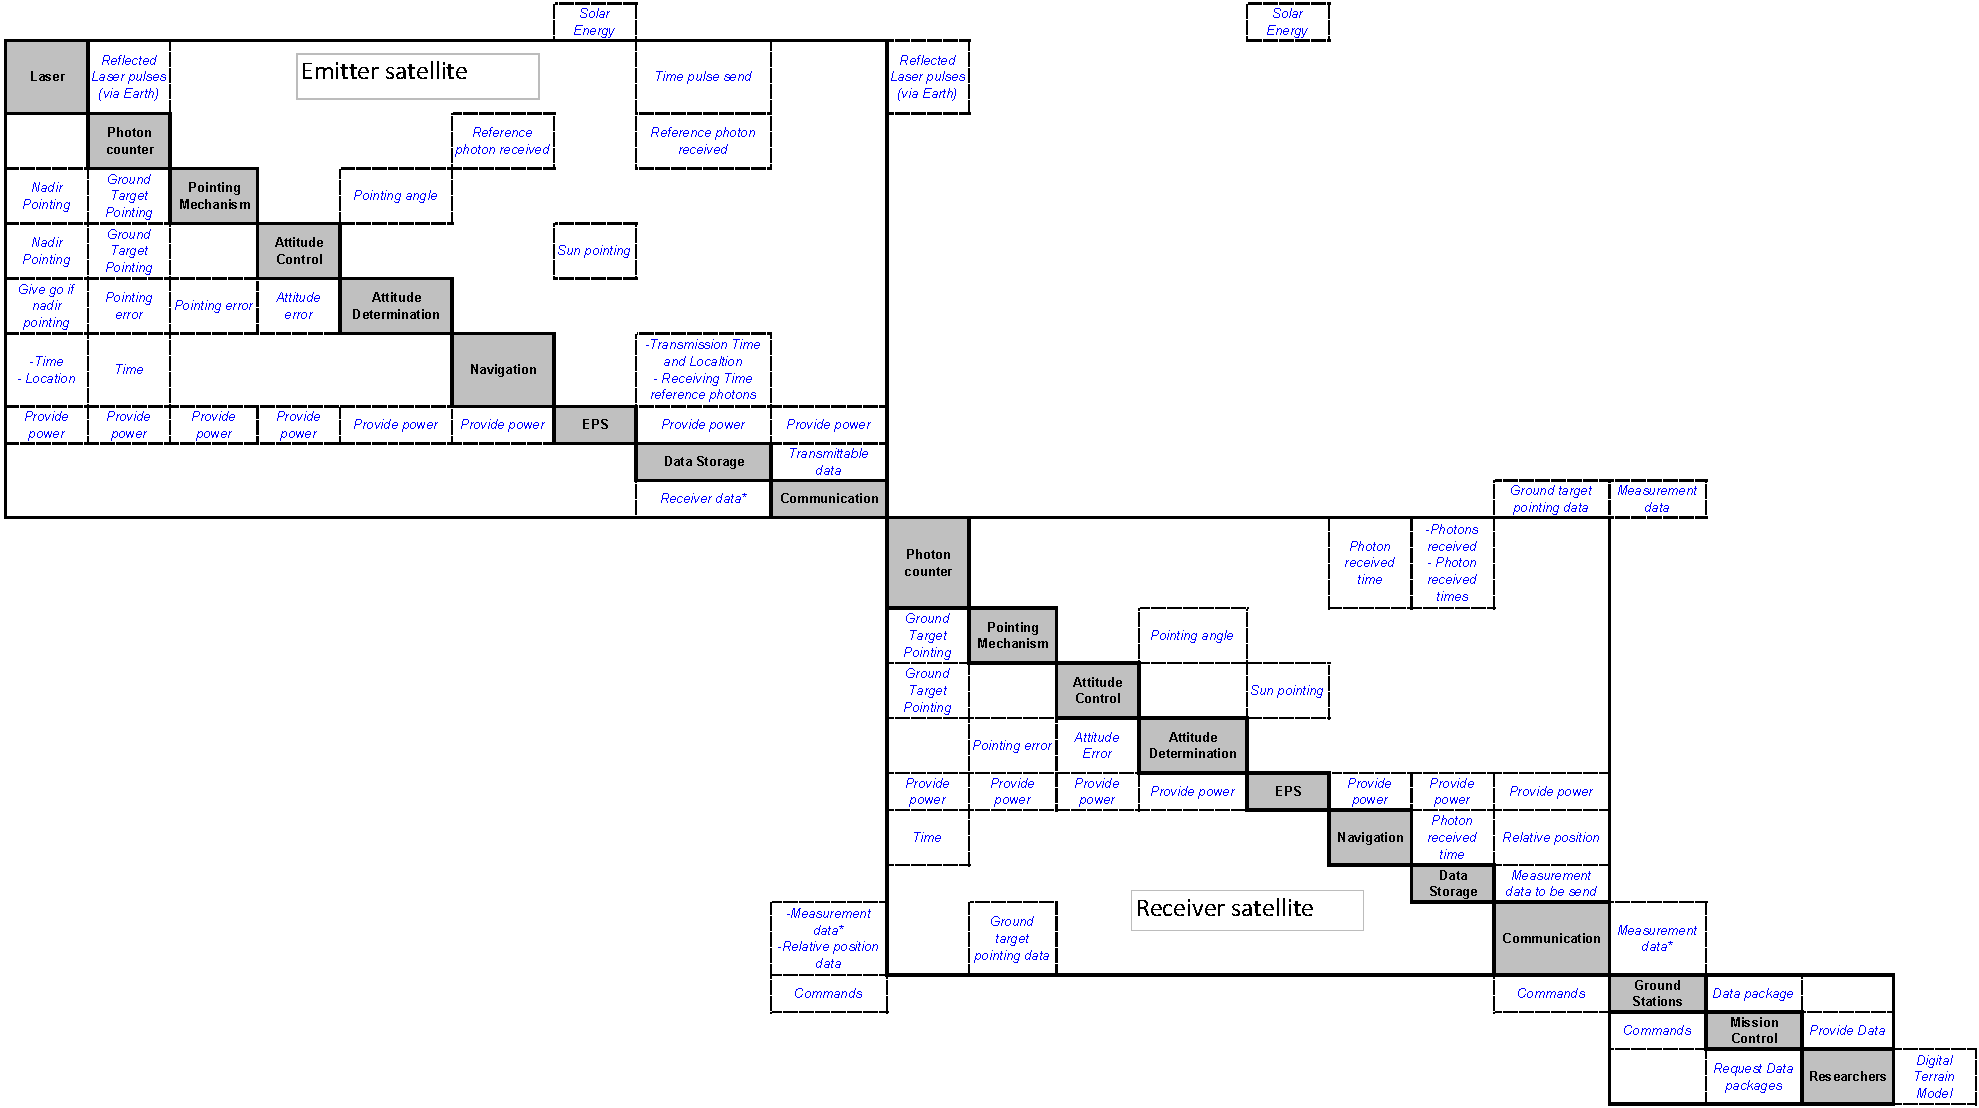 Solar
Energy
Solar
Energy
Laser
Reflected
Laser pulses
(via Earth)
Emitter satellite
Time pulse send
Reflected
Laser pulses
(via Earth)
Photon
counter
Reference
photon received
Reference photon
received
Nadir
Pointing
Ground
Target
Pointing
Pointing
Mechanism
Pointing angle
Nadir
Pointing
Ground
Target
Pointing
Attitude
Control
Sun pointing
Give go if
nadir
pointing
Pointing
error
Pointing error
Attitude
error
Attitude
Determination
-Time
- Location
Time
Navigation
-Transmission Time
and Localtion
- Receiving Time
reference photons
Provide
power
Provide
power
Provide
power
Provide
power
Provide power
Provide power
EPS
Provide power
Provide power
Data Storage
Transmittable
data
Receiver data*
Communication
Ground target
pointing data
Measurement
data
Photon
counter
Photon
received
time
-Photons
received
- Photon
received
times
Ground
Target
Pointing
Pointing
Mechanism
Pointing angle
Ground
Target
Pointing
Attitude
Control
Sun pointing
Pointing error
Attitude
Error
Attitude
Determination
Provide
power
Provide
power
Provide
power
Provide power
EPS
Provide
power
Provide
power
Provide power
Time
Navigation
Photon
received
time
Relative position
Data
Storage
Measurement
data to be send
-Measurement
data*
-Relative position
data
Ground
target
pointing data
Receiver satellite
Communication
Measurement
data*
Commands
Commands
Ground
Stations
Data package
Commands
Mission
Control
Provide Data
Request Data
packages
Researchers
Digital
Terrain
Model